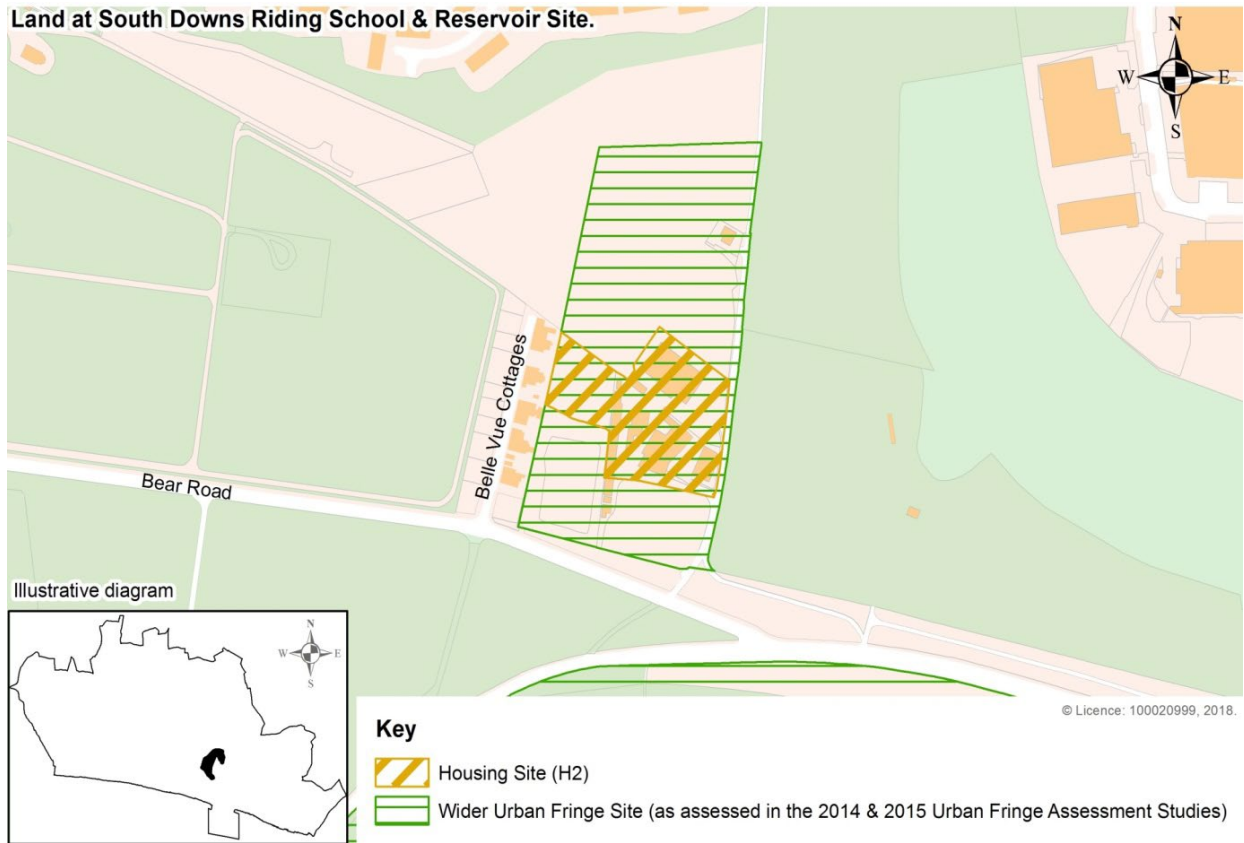 Land at South Downs Riding School & Reservoir Site.
N
W E
S
Belle Vue Cottages
Bear Road
Illustrative diagram
N
W E
S
© Licence: 100020999, 2018.
Key
Housing Site (H2)
Wider Urban Fringe Site (as assessed in the 2014 & 2015 Urban Fringe Assessment Studies)